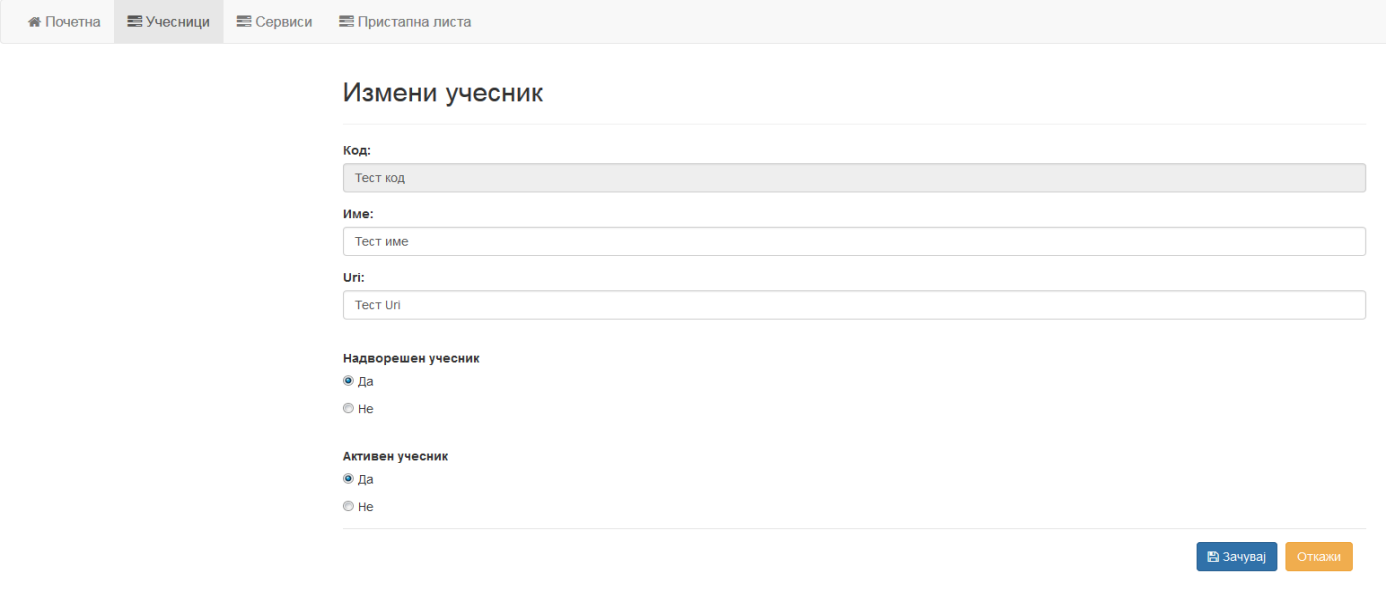 Почетна Учесници Сервиси Пристапна листа
Измени учесник
Код:
Тест код
Име:
Тест име
Uri:
Тест Uri
Надворешен учесник
Да
Не
Активен учесник
Да
Не
Зачувај Откажи